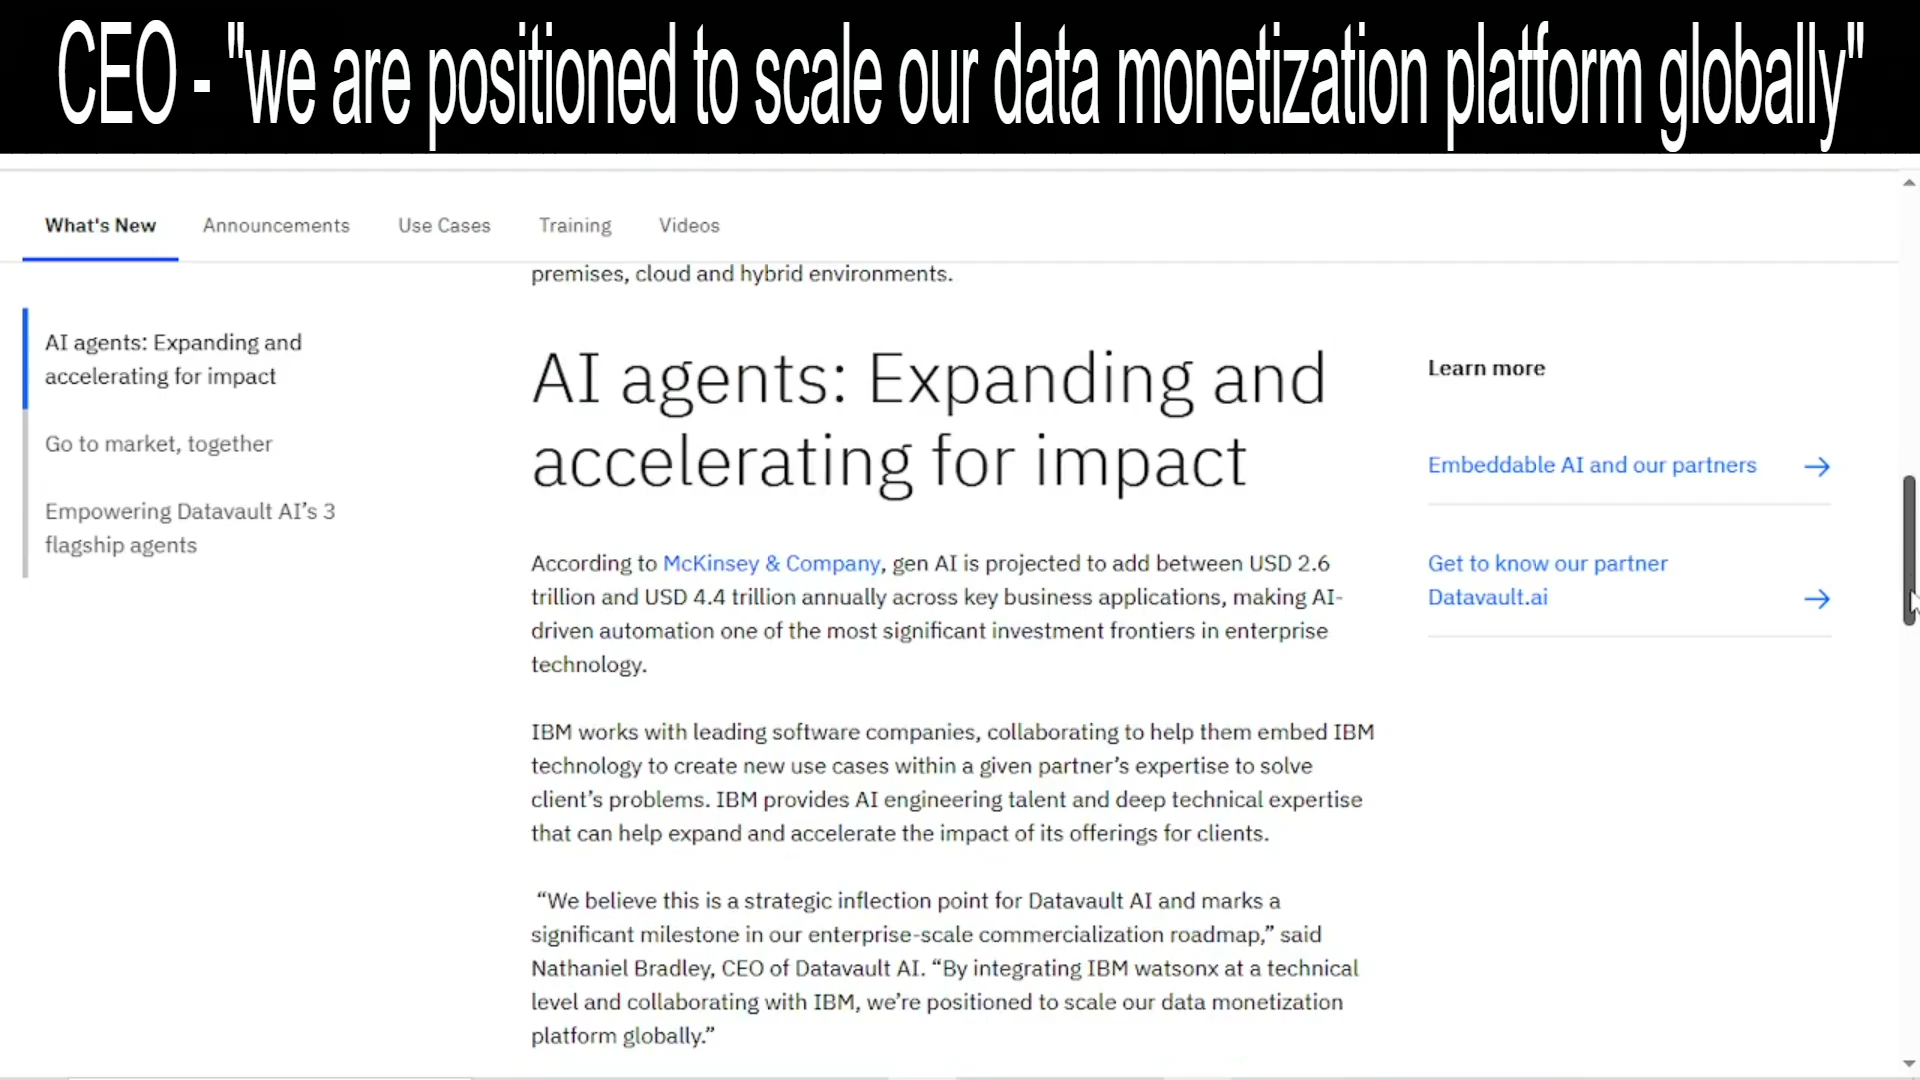 CEO - "we are positioned to scale our data monetization platform globally"
What's New
Announcements
Use Cases
Training
Videos
AI agents: Expanding and
accelerating for impact
Go to market, together
Empowering Datavault AI’s 3
flagship agents
premises, cloud and hybrid environments.
AI agents: Expanding and
accelerating for impact
According to McKinsey & Company, gen AI is projected to add between USD 2.6
trillion and USD 4.4 trillion annually across key business applications, making AI-
driven automation one of the most significant investment frontiers in enterprise
technology.
IBM works with leading software companies, collaborating to help them embed IBM
technology to create new use cases within a given partner’s expertise to solve
client’s problems. IBM provides AI engineering talent and deep technical expertise
that can help expand and accelerate the impact of its offerings for clients.
“We believe this is a strategic inflection point for Datavault AI and marks a
significant milestone in our enterprise-scale commercialization roadmap,” said
Nathaniel Bradley, CEO of Datavault AI. “By integrating IBM watsonx at a technical
level and collaborating with IBM, we’re positioned to scale our data monetization
platform globally.”
Learn more
Embeddable AI and our partners
Get to know our partner
Datavault.ai